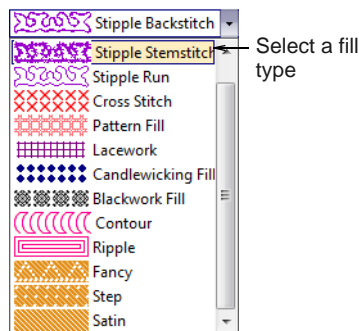 Stipple Backstitch
Stipple Stemstitch
Select a fill
type
Stipple Run
Cross Stitch
Pattern Fill
Lacework
Candlewicking Fill
Blackwork Fill
Contour
Ripple
Fancy
Step
Satin